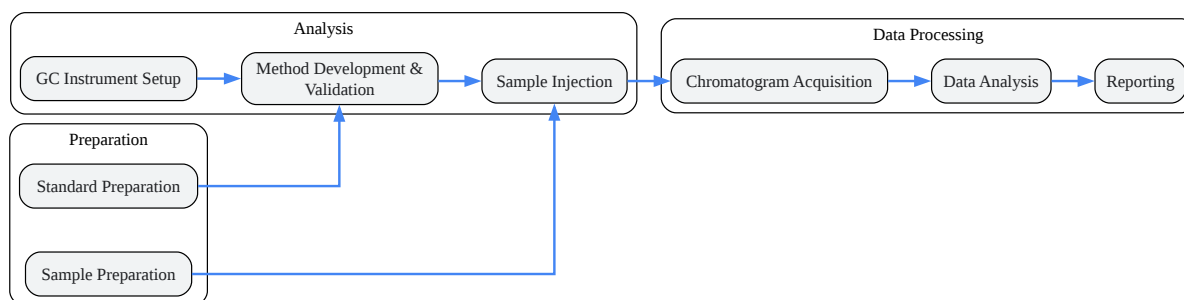 Analysis
GC Instrument Setup
Method Development &
Validation
Sample Injection
Data Processing
Chromatogram Acquisition
Data Analysis
Reporting
Preparation
Standard Preparation
Sample Preparation